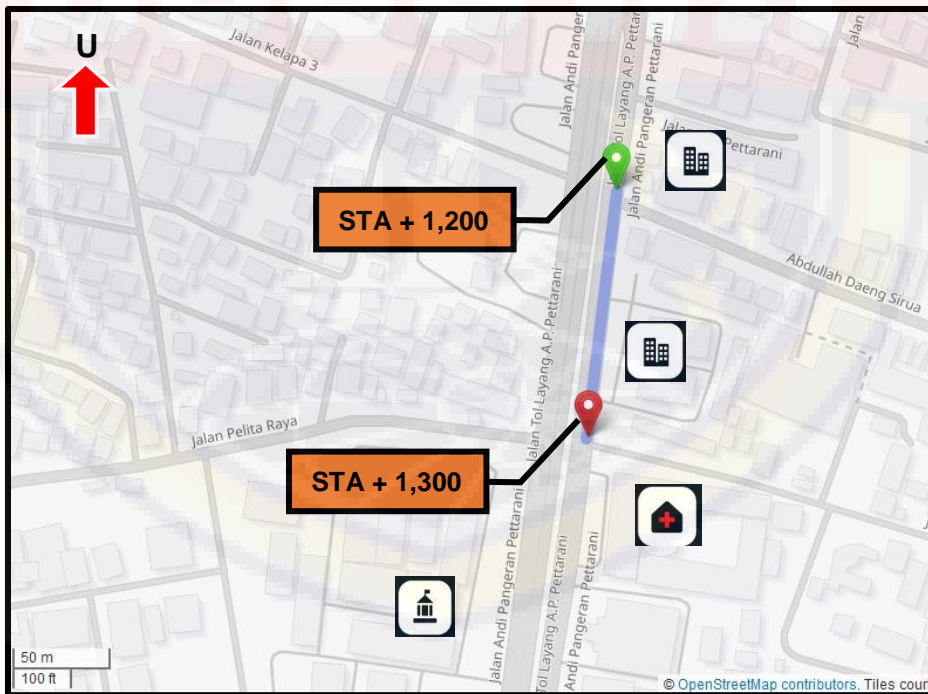 U
Jalan Kelapa 3
Jalan Andi Pangeran
Tol Layang A.P. Pettarani
Jalan Andi Pangeran Pettarani
Jalan
Jalan
Pettarani
STA + 1,200
Abdullah Daeng Sirua
Jalan Tol Layang A.P. Pettarani
Jalan Pelita Raya
STA + 1,300
Jalan Andi Pangeran Pettarani
Tol Layang A.P. Pettarani
Andi Pangeran Pettarani
50 m
100 ft
© OpenStreetMap contributors. Tiles cour